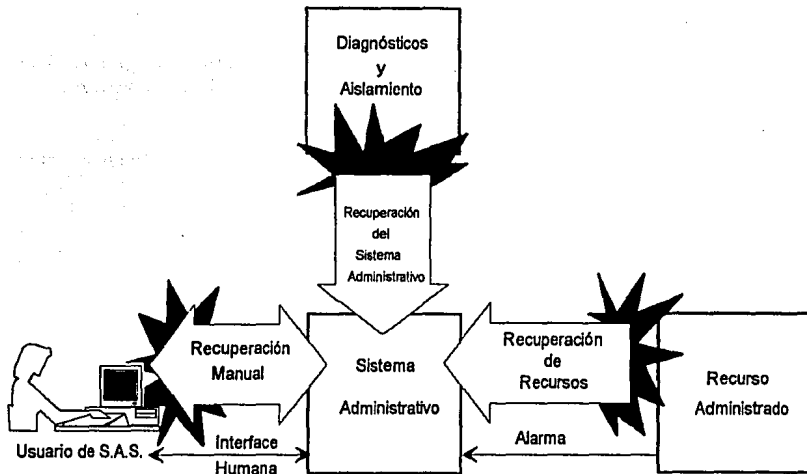 Diagnósticos
y
Aislamiento
Recuperación
del
Sistema
Administrativo
Recuperación
Manual
Sistema
Administrativo
Recuperación
de
Recursos
Recurso
Administrado
Usuario de S.A.S.
Interface
Humana
Alarma